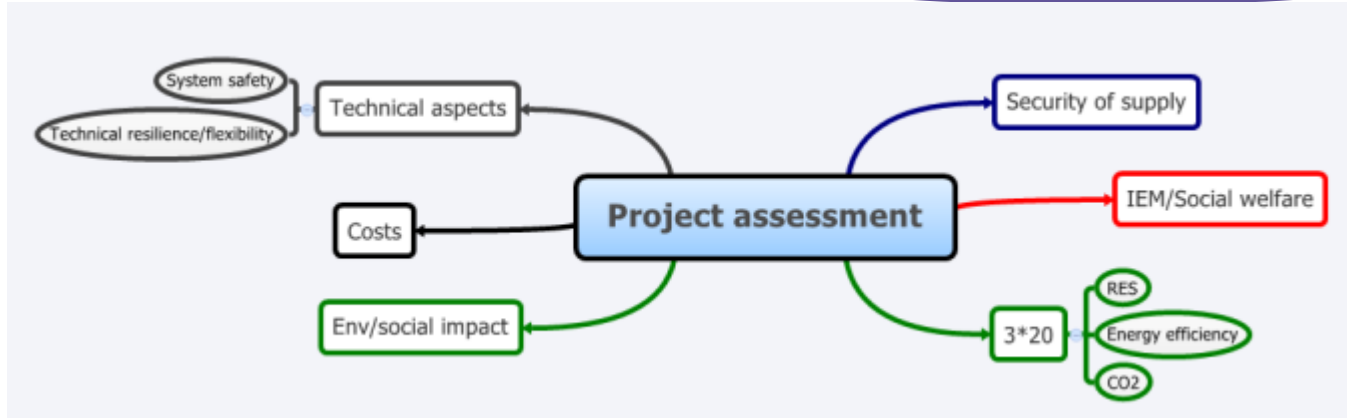 System safety
Technical resilience/flexibility
Technical aspects
Security of supply
Project assessment
IEM/Social welfare
Costs
Env/social impact
3*20
RES
Energy efficiency
CO2